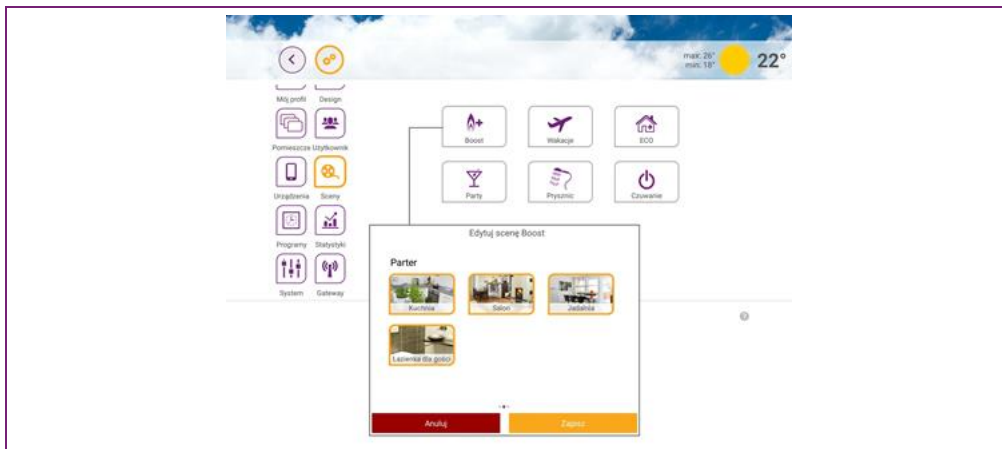 max: 26°
min: 18°
22°
Mój profil Design
Pomieszcze Użytkownik
Urządzenia Sceny
Programy Statystyki
System Gateway
Boost Wakacje ECO
Party Prysznic Czuwanie
Edytuj scenę Boost
Parter
Kuchnia Salon Jadalnia
Łazienka dla gości
Anuluj Zapisz